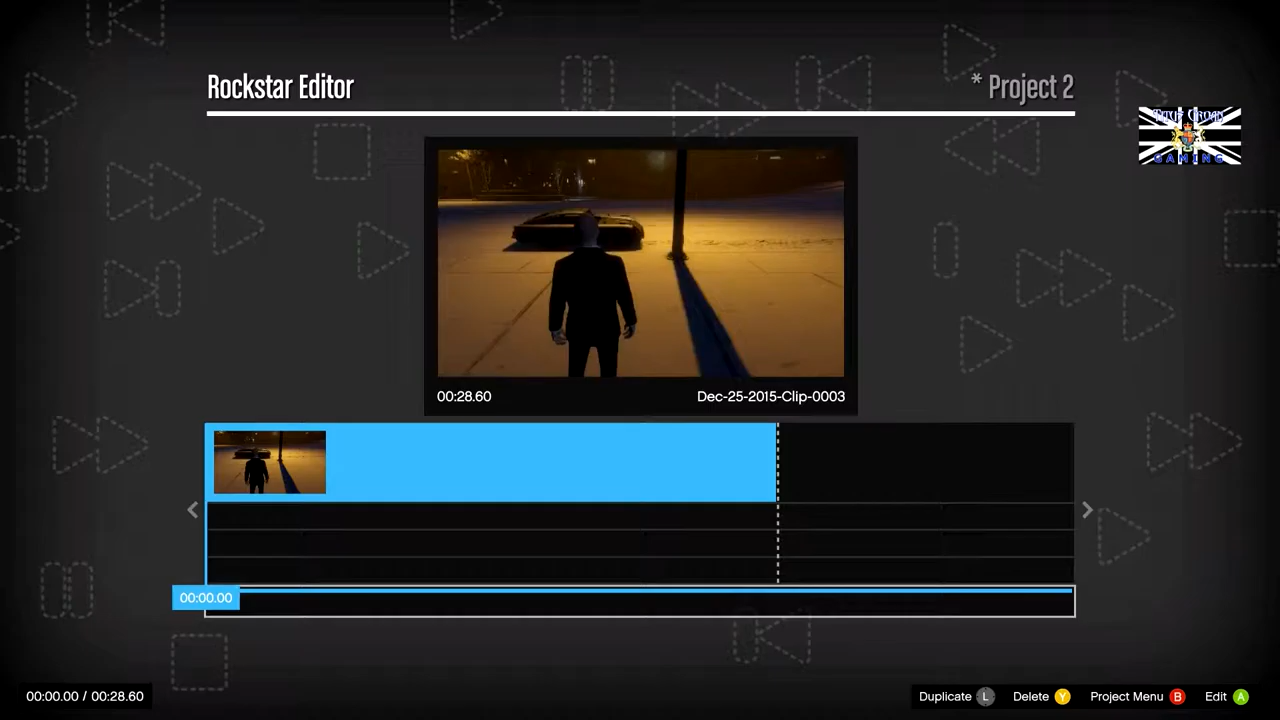 Rockstar Editor
* Project 2
GAMING
00:28.60
Dec-25-2015-Clip-0003
00:00.00
00:00.00 / 00:28.60
Duplicate L
Delete Y
Project Menu B
Edit A